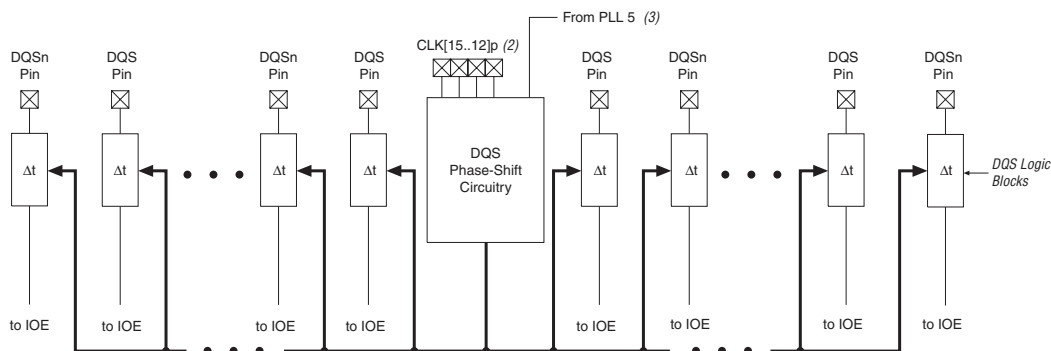 From PLL 5 (3)
CLK[15..12]p (2)
DQSn
Pin
DQS
Pin
DQSn
Pin
DQS
Pin
DQS
Pin
DQSn
Pin
DQS
Pin
DQSn
Pin
Δt
Δt
Δt
Δt
DQS
Phase-Shift
Circuitry
Δt
Δt
Δt
Δt
DQS Logic
Blocks
to IOE
to IOE
to IOE
to IOE
to IOE
to IOE
to IOE
to IOE